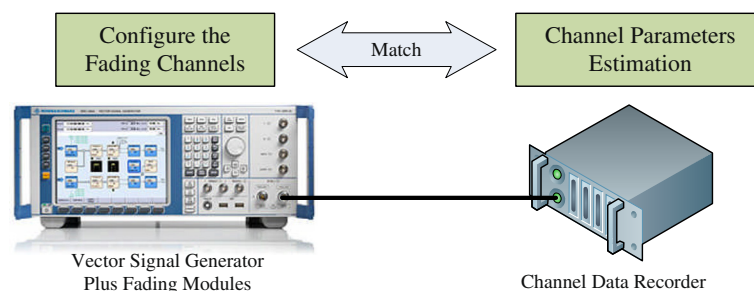 Configure the
Fading Channels
Match
Channel Parameters
Estimation
Vector Signal Generator
Plus Fading Modules
Channel Data Recorder